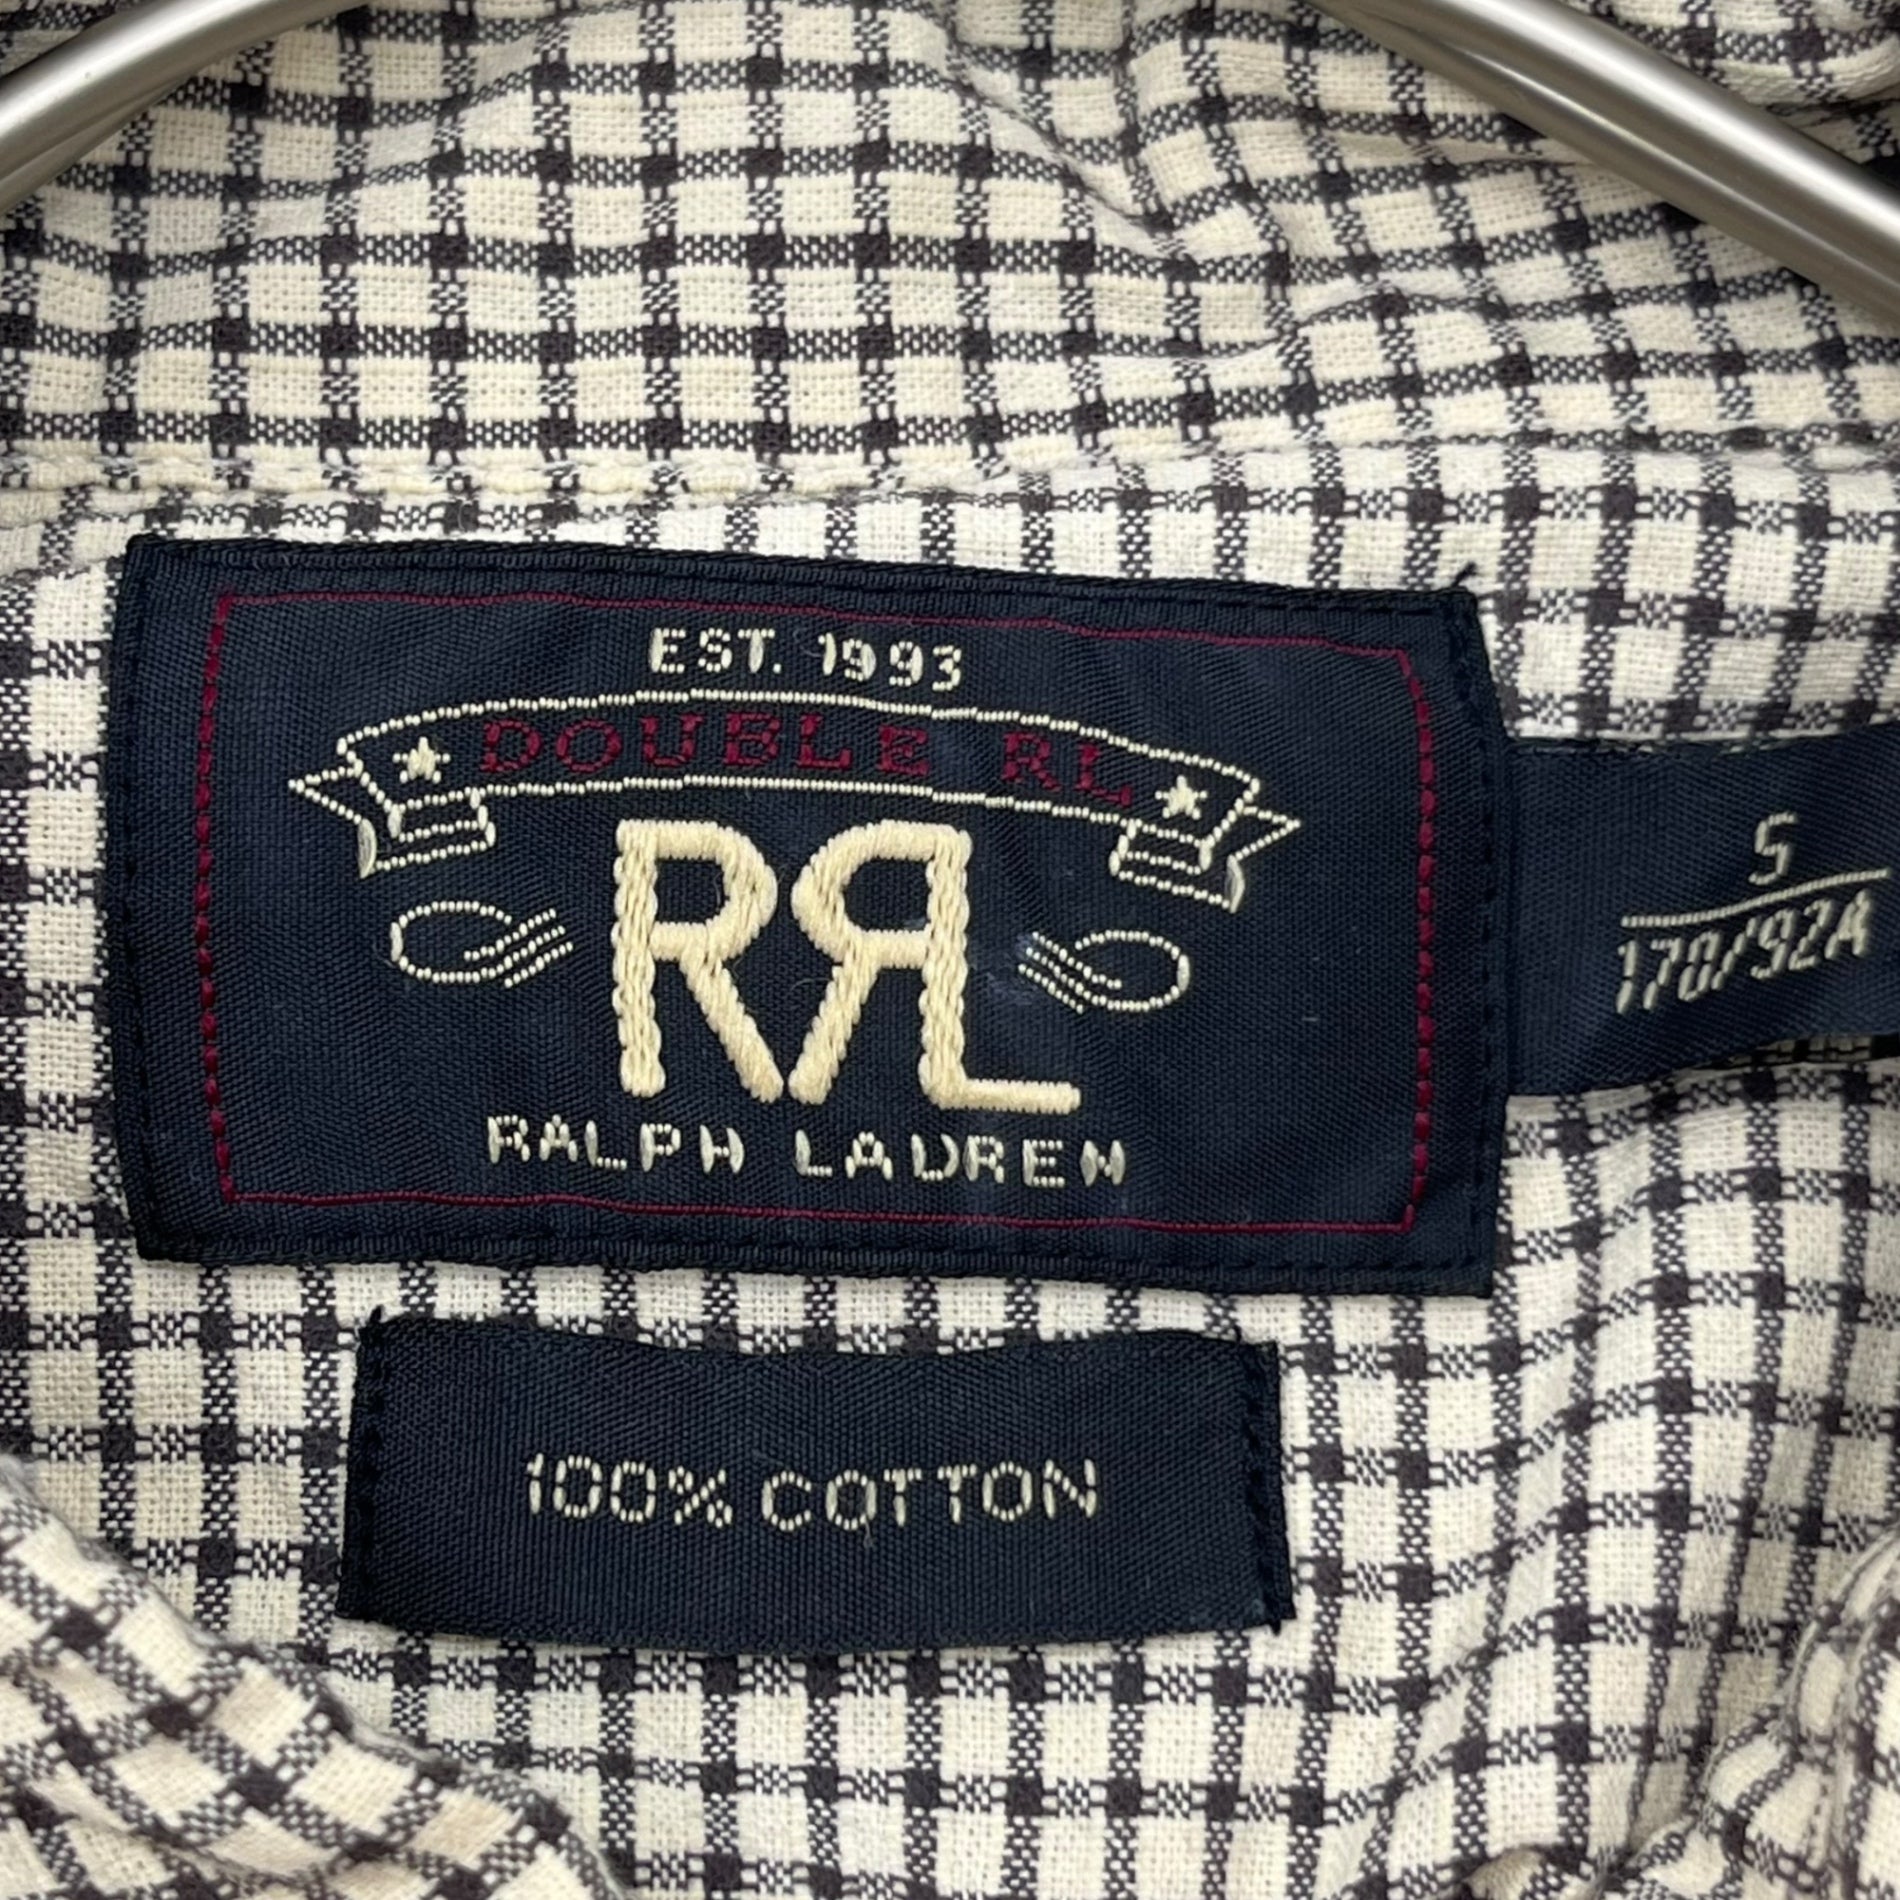 EST. 1993
DOUBLE RL
RRL
RALPH LAUREN
S
170/92A
100% COTTON